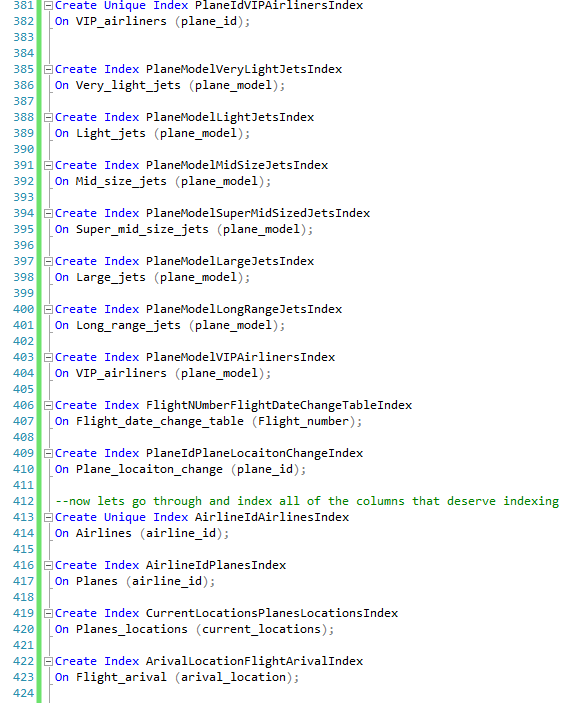 381 Create Unique Index PlaneIdVIPAirlinersIndex
382 On VIP_airliners (plane_id);
383
384
385 Create Index PlaneModelVeryLightJetsIndex
386 On Very_light_jets (plane_model);
387
388 Create Index PlaneModelLightJetsIndex
389 On Light_jets (plane_model);
390
391 Create Index PlaneModelMidSizeJetsIndex
392 On Mid_size_jets (plane_model);
393
394 Create Index PlaneModelSuperMidSizedJetsIndex
395 On Super_mid_size_jets (plane_model);
396
397 Create Index PlaneModelLargeJetsIndex
398 On Large_jets (plane_model);
399
400 Create Index PlaneModelLongRangeJetsIndex
401 On Long_range_jets (plane_model);
402
403 Create Index PlaneModelVIPAirlinersIndex
404 On VIP_airliners (plane_model);
405
406 Create Index FlightNUmberFlightDateChangeTableIndex
407 On Flight_date_change_table (Flight_number);
408
409 Create Index PlaneIdPlaneLocaitonChangeIndex
410 On Plane_locaiton_change (plane_id);
411
412 --now lets go through and index all of the columns that deserve indexing
413 Create Unique Index AirlineIdAirlinesIndex
414 On Airlines (airline_id);
415
416 Create Index AirlineIdPlanesIndex
417 On Planes (airline_id);
418
419 Create Index CurrentLocationsPlanesLocationsIndex
420 On Planes_locations (current_locations);
421
422 Create Index ArivalLocationFlightArivalIndex
423 On Flight_arival (arival_location);
424